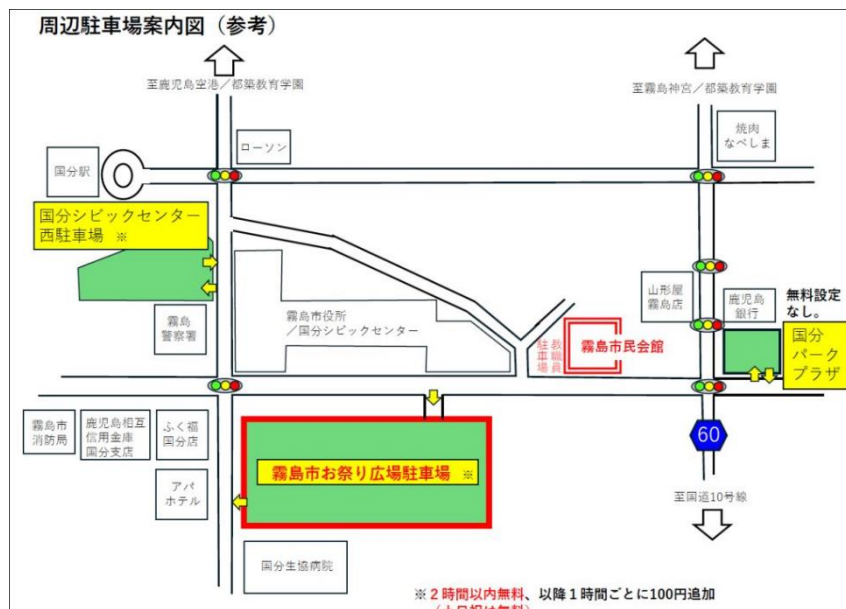 周辺駐車場案内図（参考）
至鹿児島空港／都築教育学園
至霧島神宮／都築教育学園
ローソン
焼肉
なべしま
国分駅
国分シビックセンター
西駐車場 ※
霧島
警察署
霧島市役所
／国分シビックセンター
山形屋
霧島店
鹿児島
銀行
無料設定
なし。
国分
パーク
プラザ
教職員
駐車場
霧島市民会館
霧島市
消防局
鹿児島相互
信用金庫
国分支店
ふく福
国分店
アパ
ホテル
霧島市お祭り広場駐車場 ※
60
至国道10号線
国分生協病院
※２時間以内無料、以降１時間ごとに100円追加
（土日祝は無料）